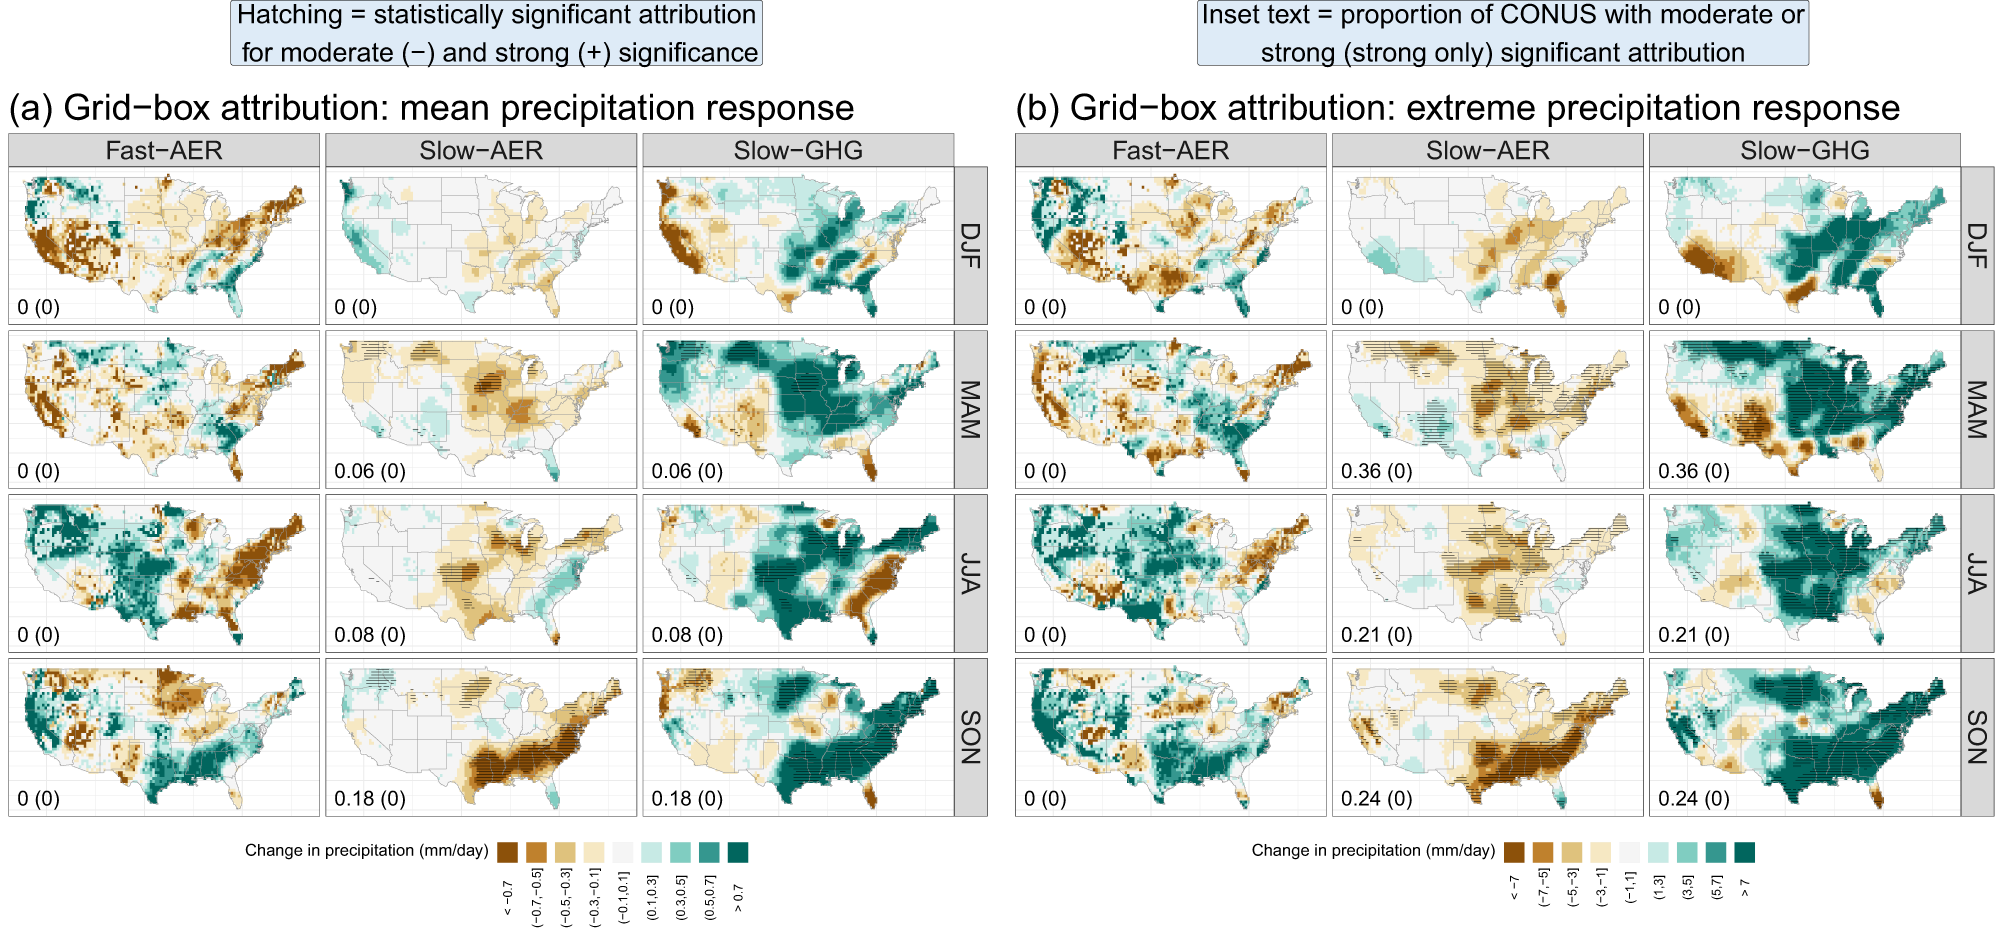 Hatching = statistically significant attribution
for moderate (−) and strong (+) significance
Inset text = proportion of CONUS with moderate or
strong (strong only) significant attribution
(a) Grid−box attribution: mean precipitation response
Fast−AER
Slow−AER
Slow−GHG
0 (0)
0 (0)
0 (0)
DJF
0 (0)
0.06 (0)
0.06 (0)
MAM
0 (0)
0.08 (0)
0.08 (0)
JJA
0 (0)
0.18 (0)
0.18 (0)
SON
Change in precipitation (mm/day)
< −0.7
(−0.7,−0.5]
(−0.5,−0.3]
(−0.3,−0.1]
(−0.1,0.1]
(0.1,0.3]
(0.3,0.5]
(0.5,0.7]
> 0.7
(b) Grid−box attribution: extreme precipitation response
Fast−AER
Slow−AER
Slow−GHG
0 (0)
0 (0)
0 (0)
DJF
0 (0)
0.36 (0)
0.36 (0)
MAM
0 (0)
0.21 (0)
0.21 (0)
JJA
0 (0)
0.24 (0)
0.24 (0)
SON
Change in precipitation (mm/day)
< −7
(−7,−5]
(−5,−3]
(−3,−1]
(−1,1]
(1,3]
(3,5]
(5,7]
> 7